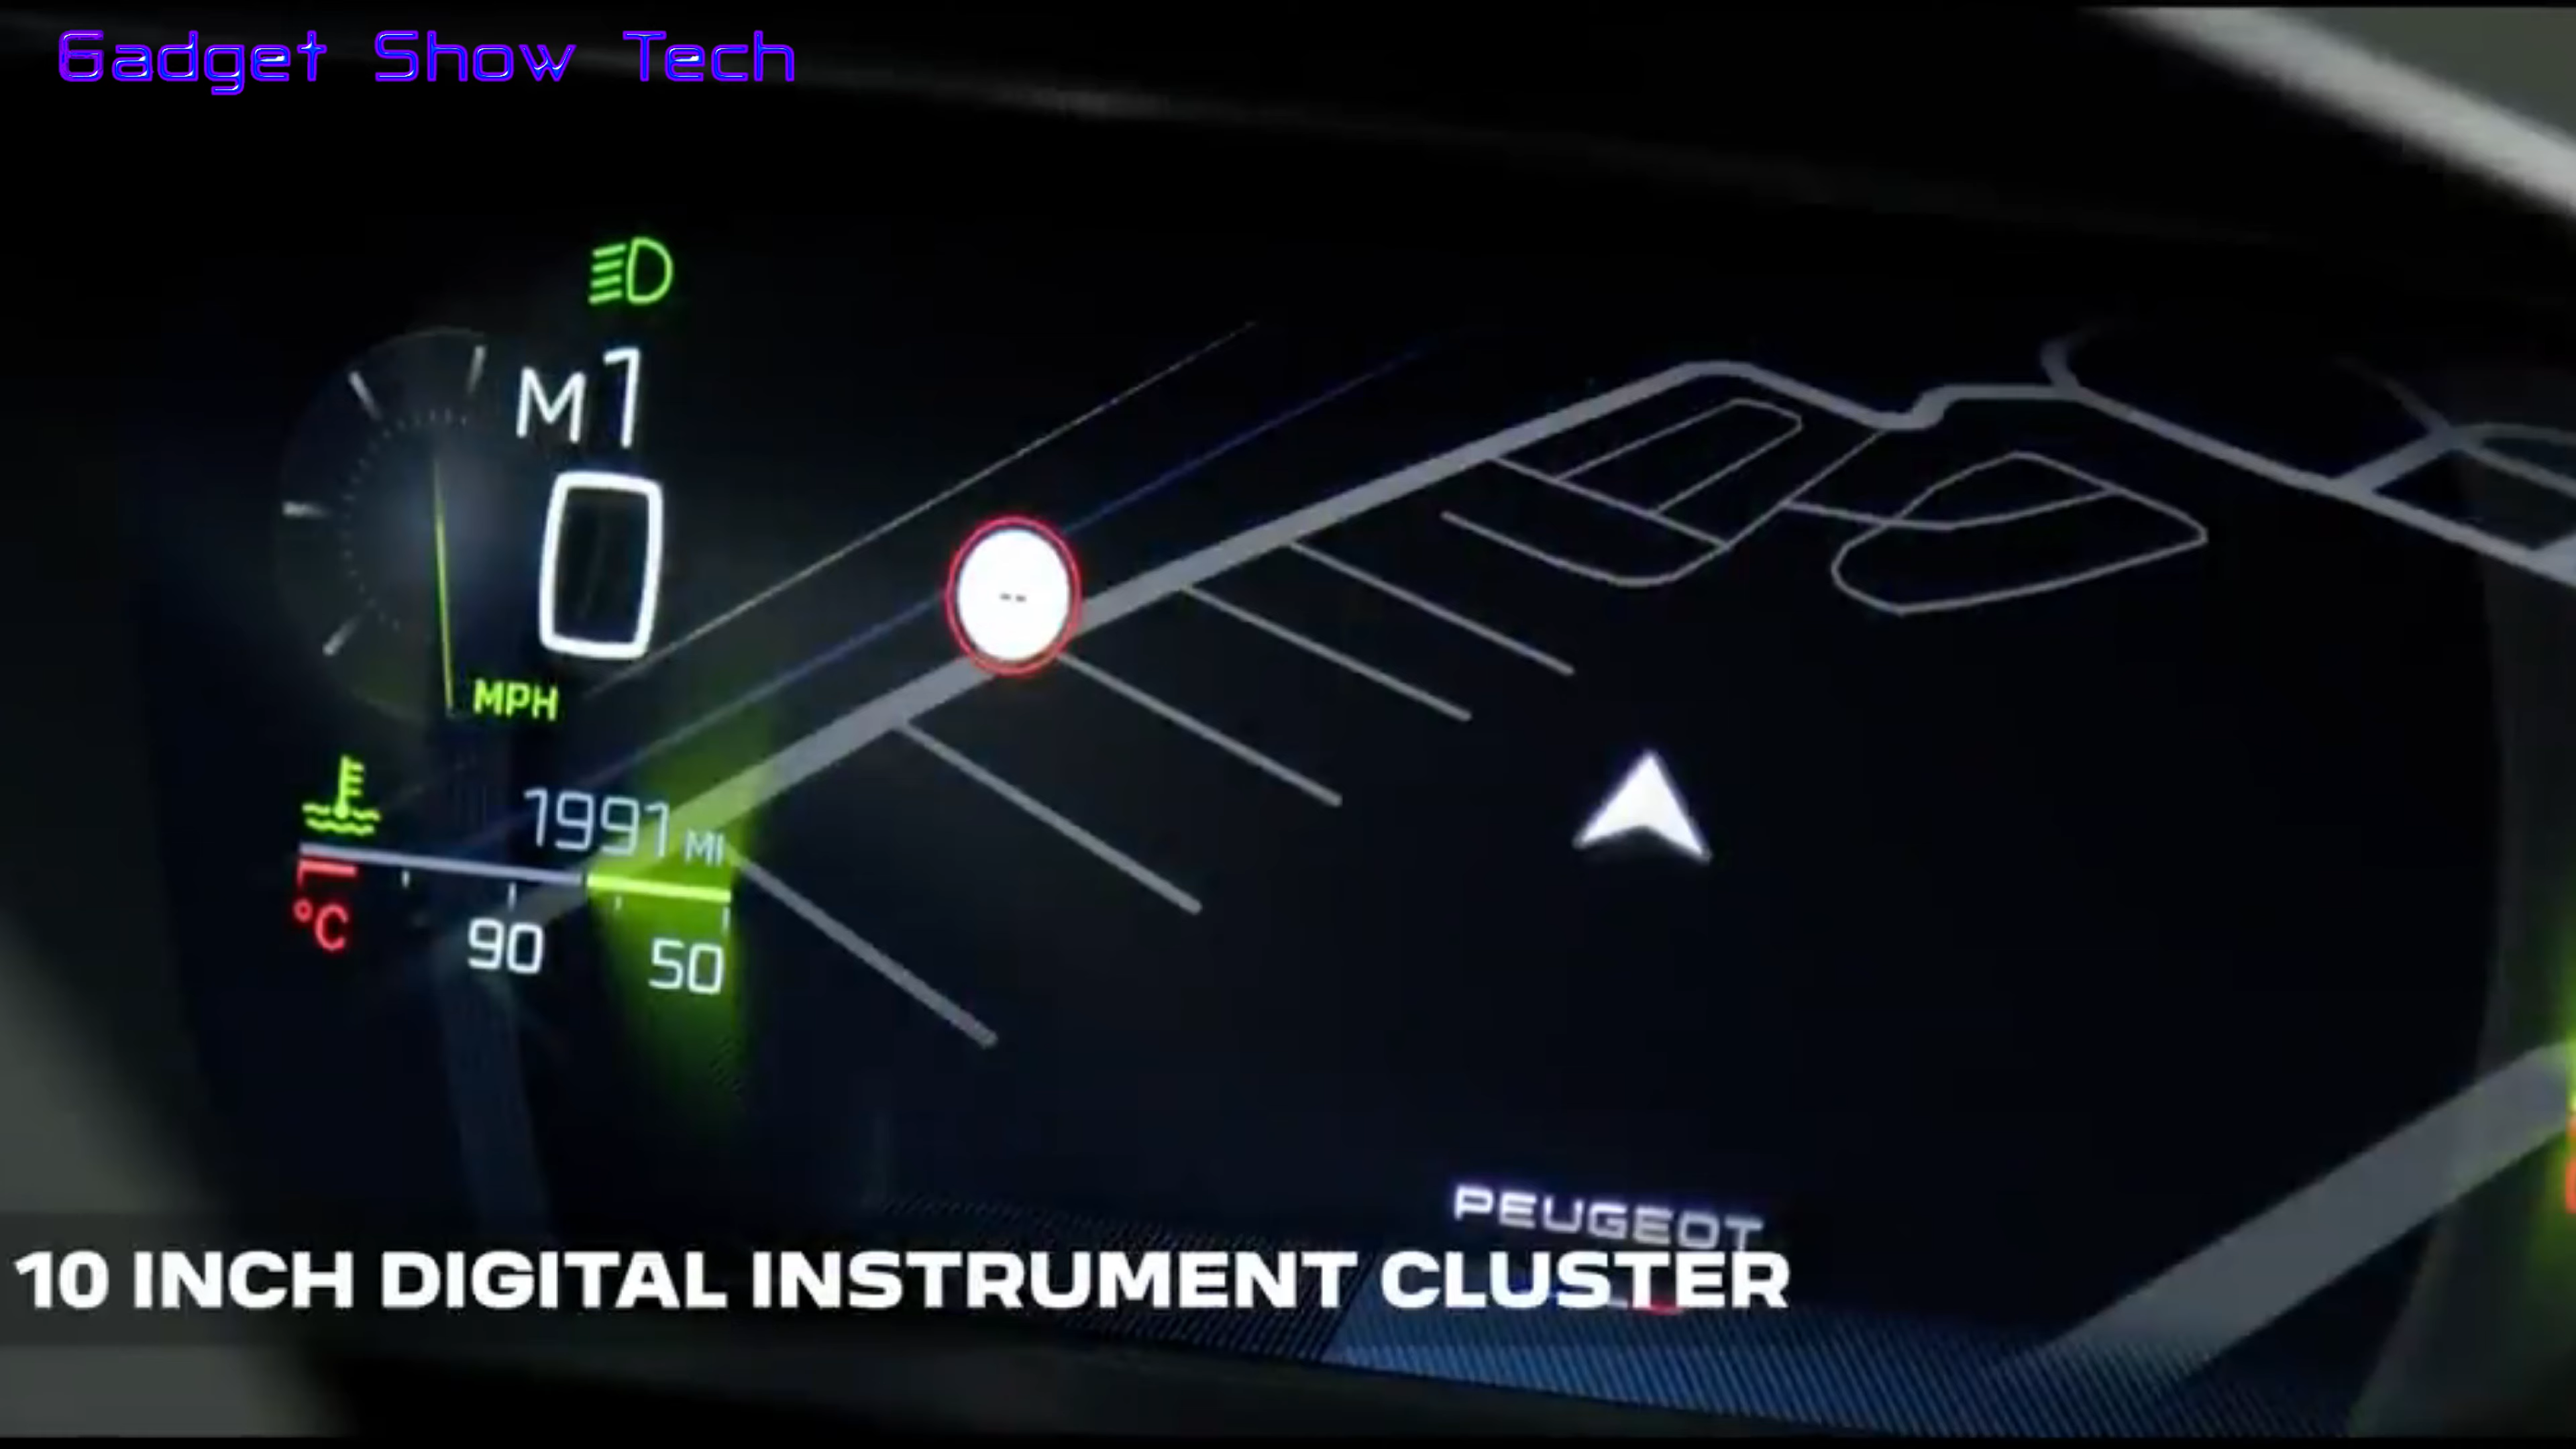 Gadget Show Tech
M1
0
MPH
1991 MI
°C
90
50
--
PEUGEOT
10 INCH DIGITAL INSTRUMENT CLUSTER